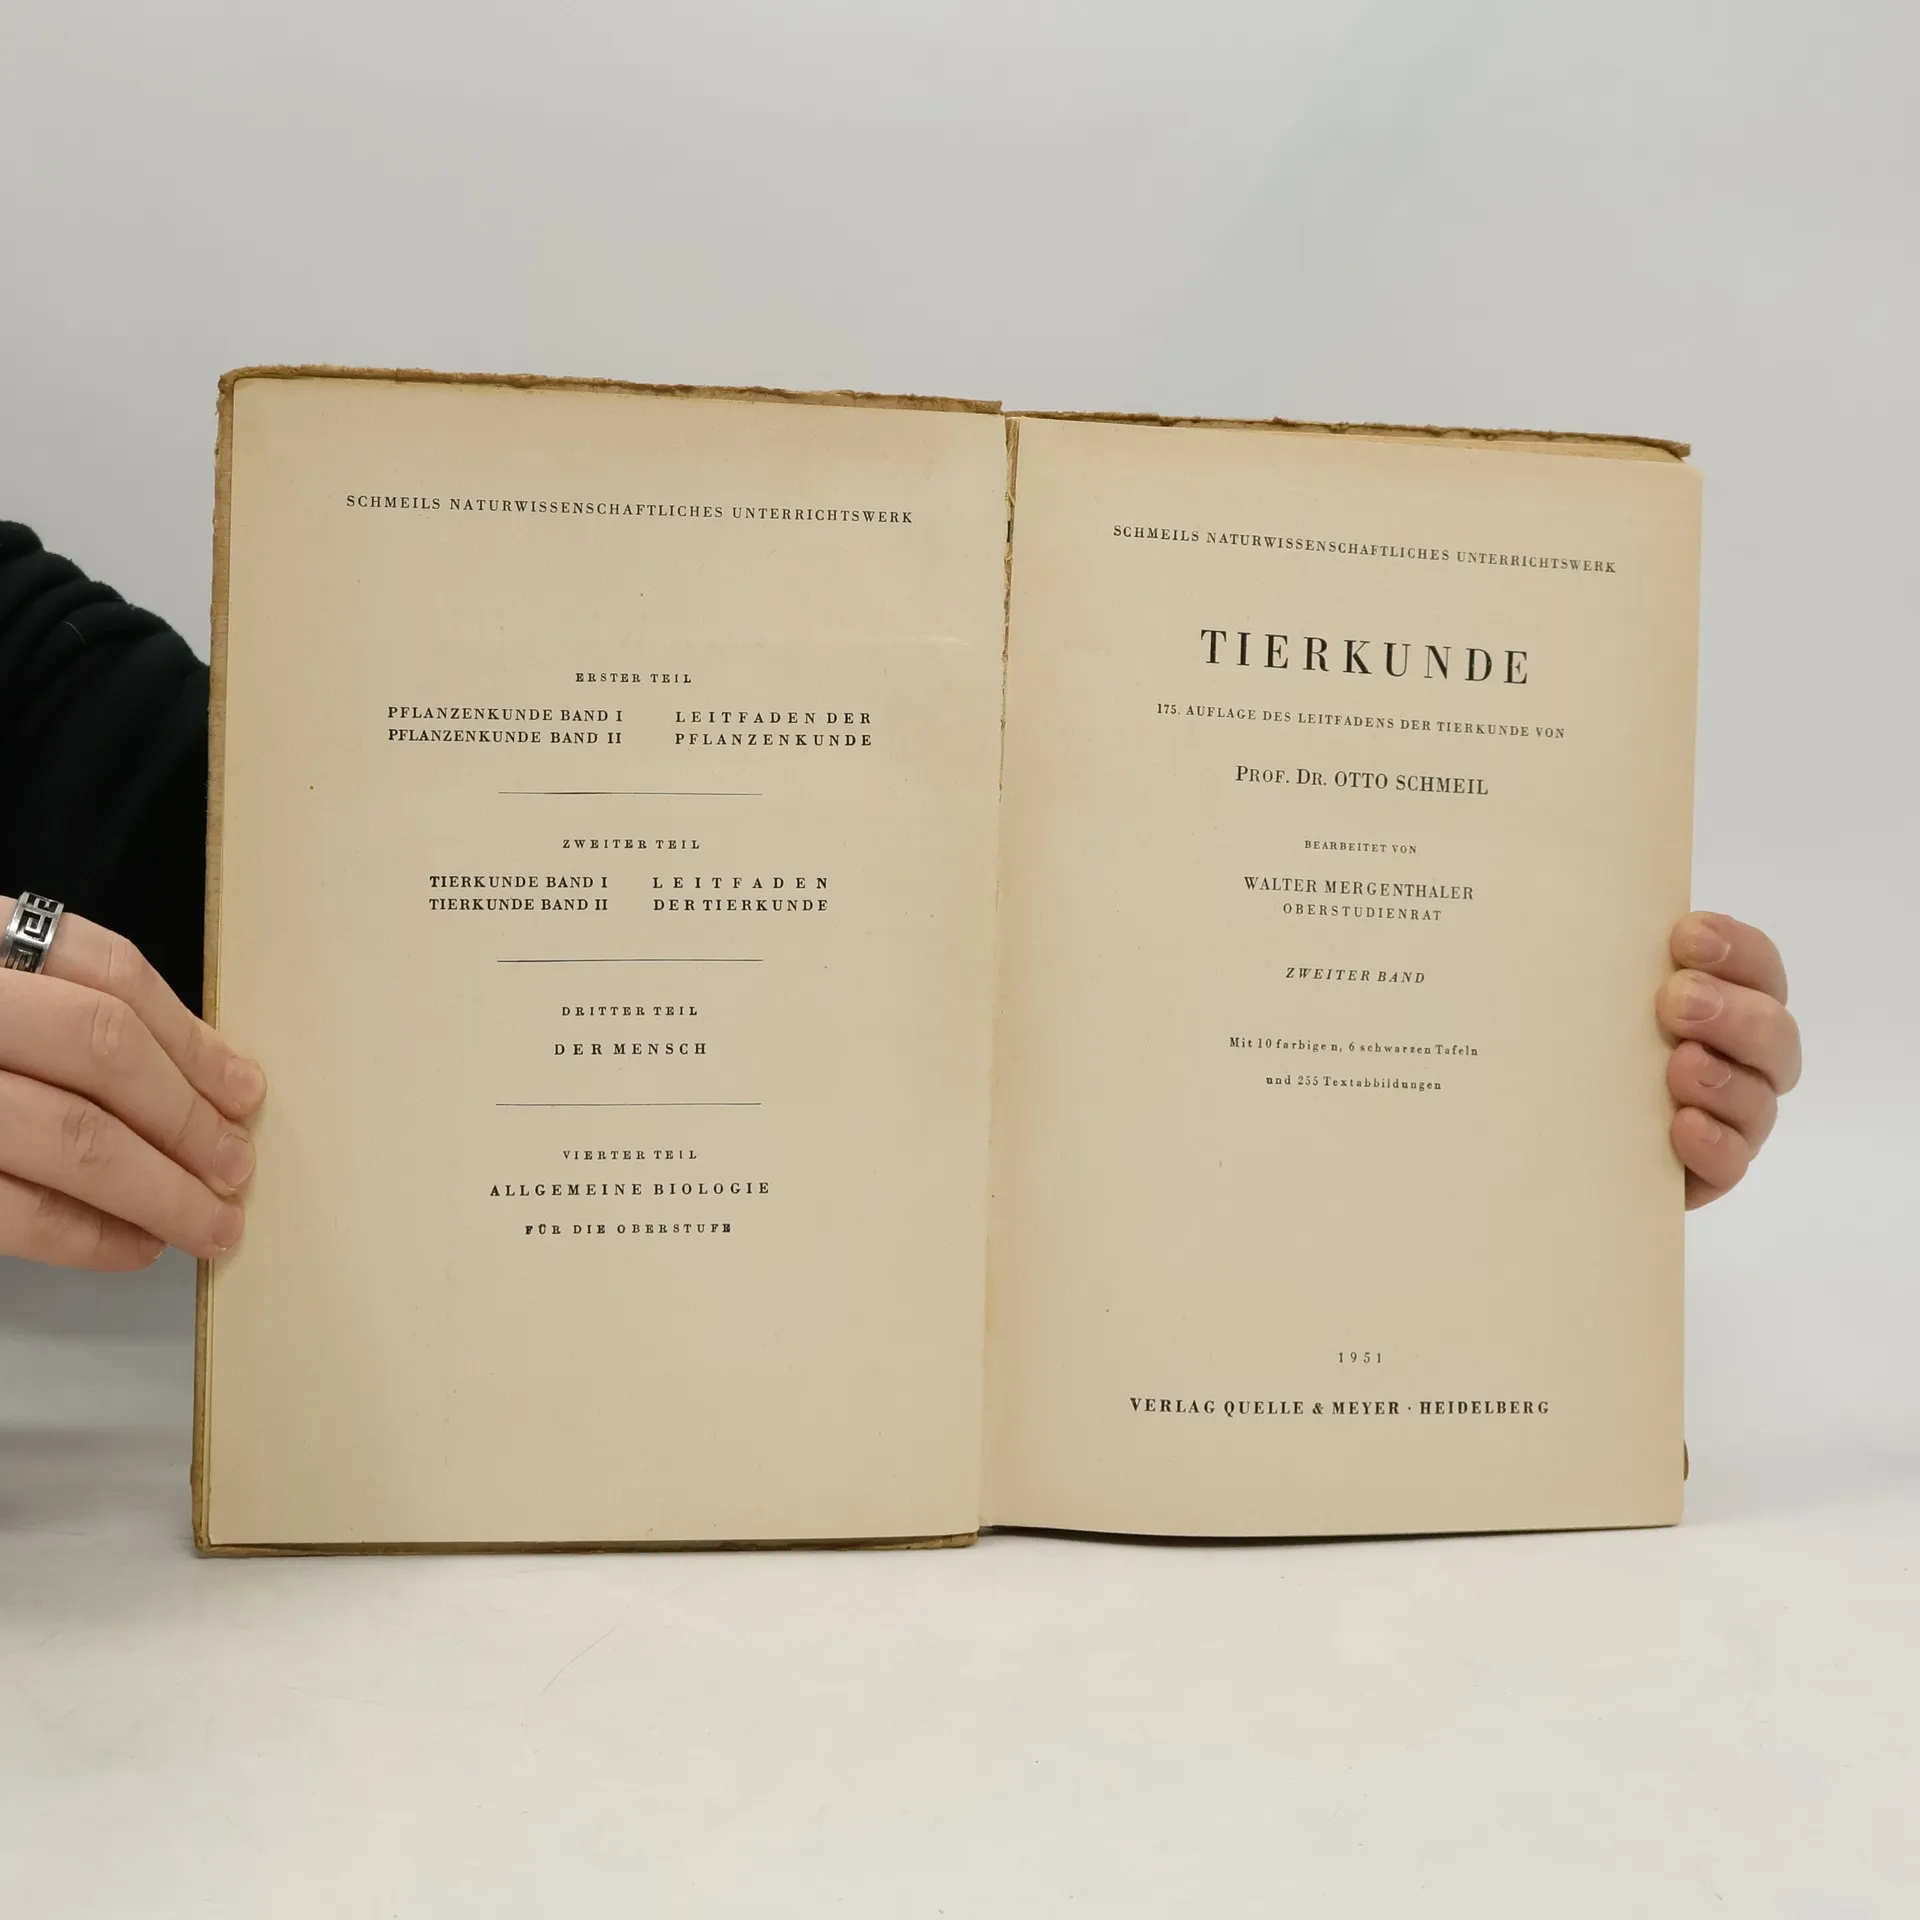 SCHMEILS NATURWISSENSCHAFTLICHES UNTERRICHTSWERK
ERSTER TEIL
PFLANZENKUNDE BAND I LEITFADEN DER
PFLANZENKUNDE BAND II PFLANZENKUNDE
ZWEITER TEIL
TIERKUNDE BAND I LEITFADEN
TIERKUNDE BAND II DER TIERKUNDE
DRITTER TEIL
DER MENSCH
VIERTER TEIL
ALLGEMEINE BIOLOGIE
FÜR DIE OBERSTUFE
SCHMEILS NATURWISSENSCHAFTLICHES UNTERRICHTSWERK
TIERKUNDE
175. AUFLAGE DES LEITFADENS DER TIERKUNDE VON
PROF. DR. OTTO SCHMEIL
BEARBEITET VON
WALTER MERGENTHALER
OBERSTUDIENRAT
ZWEITER BAND
Mit 10 farbigen, 6 schwarzen Tafeln
und 255 Textabbildungen
1951
VERLAG QUELLE & MEYER · HEIDELBERG